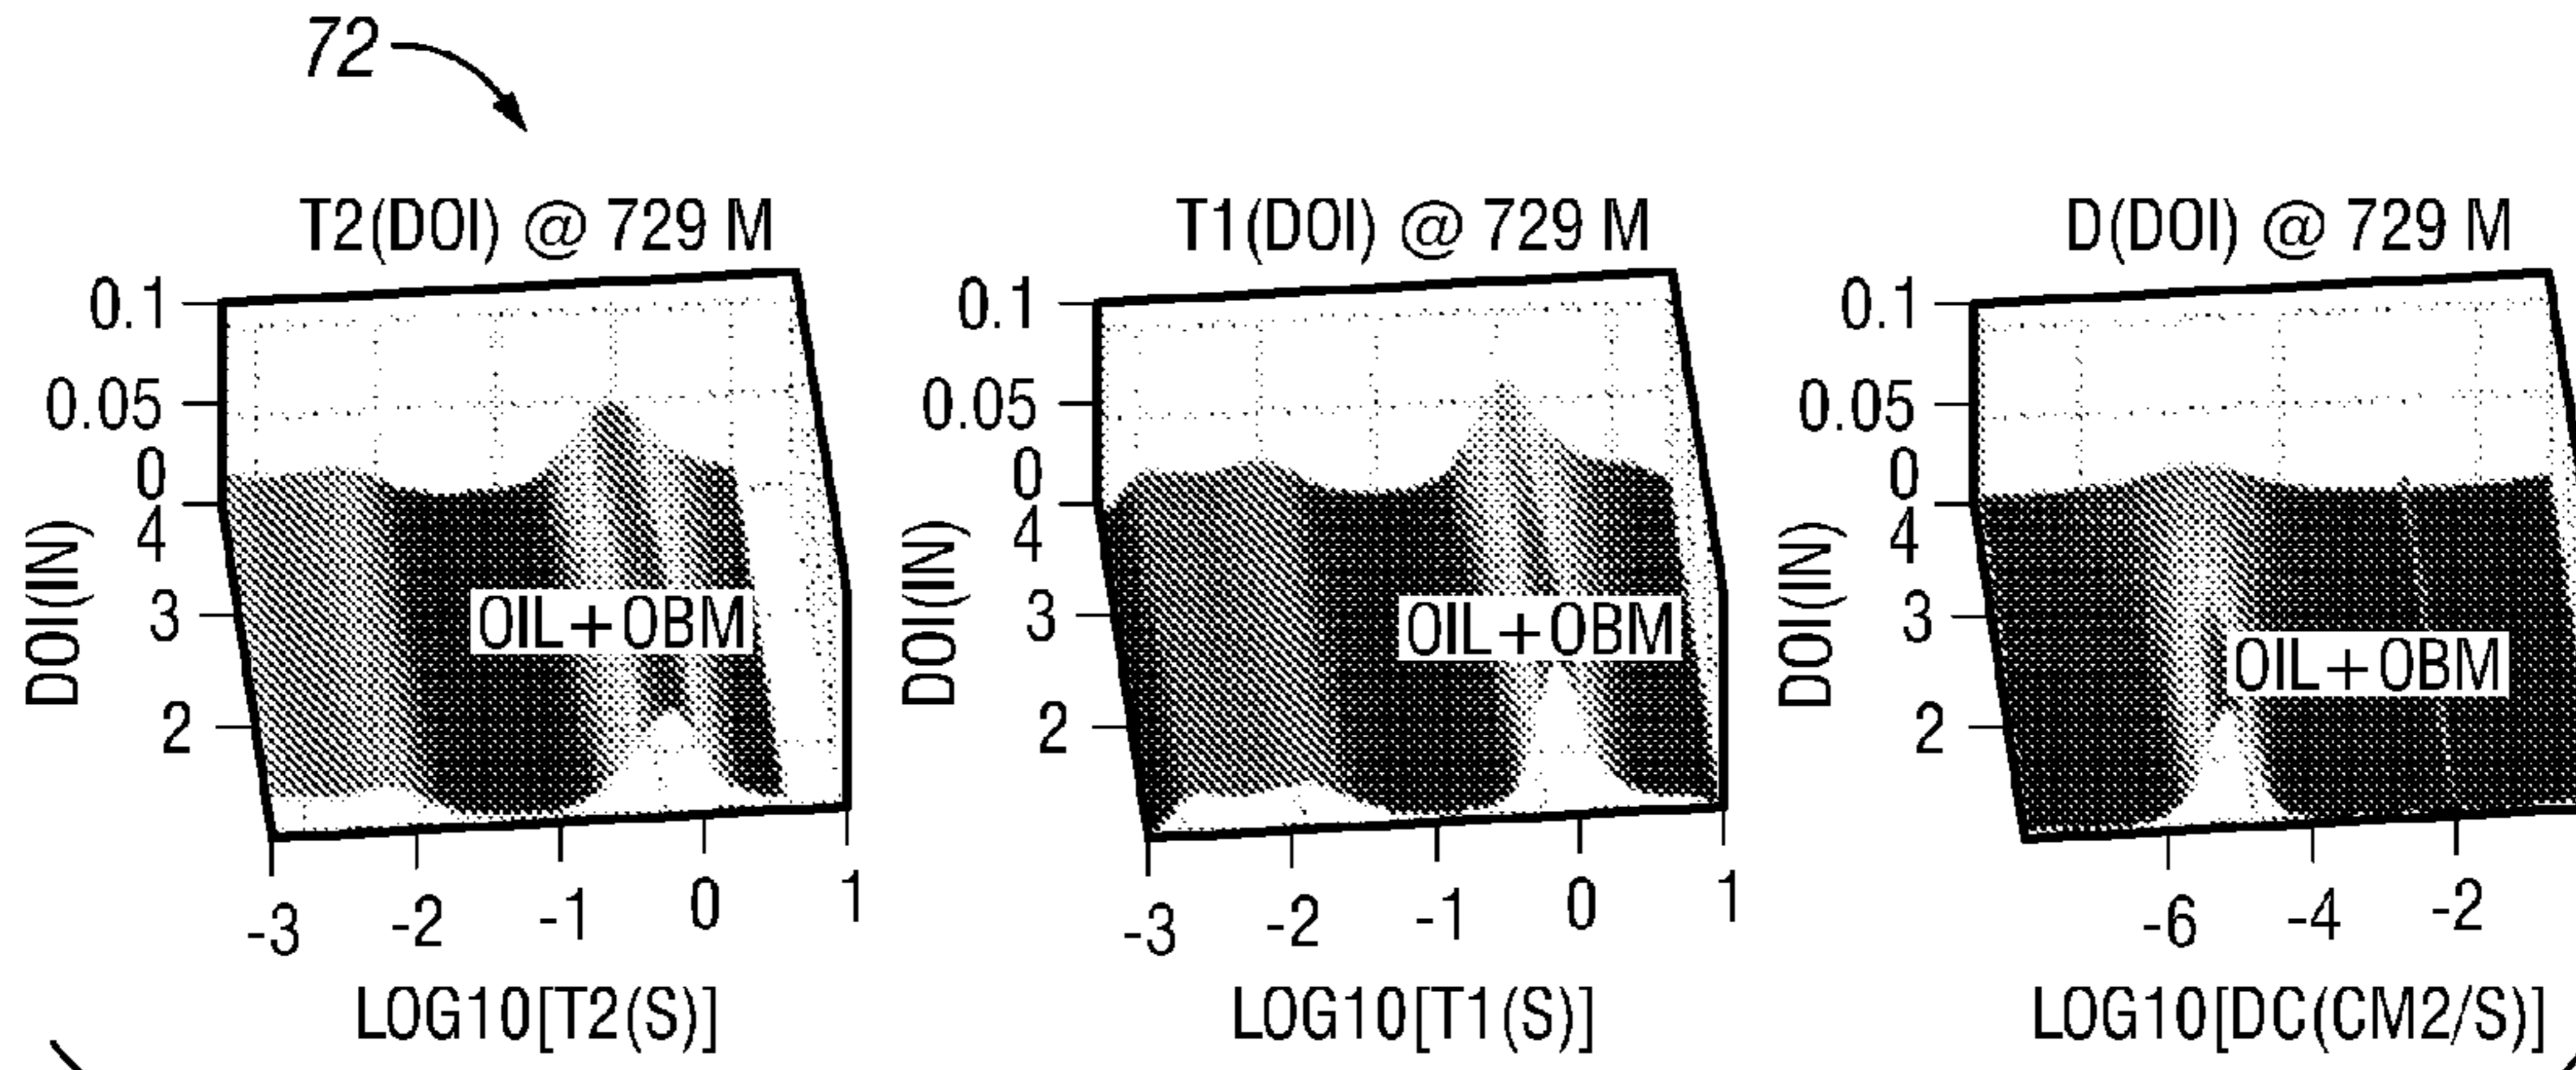 72
T2(DOI) @ 729 M
0.1
0.05
0
4
3
2
DOI(IN)
OIL+OBM
-3 -2 -1 0 1
LOG10[T2(S)]
T1(DOI) @ 729 M
0.1
0.05
0
4
3
2
DOI(IN)
OIL+OBM
-3 -2 -1 0 1
LOG10[T1(S)]
D(DOI) @ 729 M
0.1
0.05
0
4
3
2
DOI(IN)
OIL+OBM
-6 -4 -2
LOG10[DC(CM2/S)]